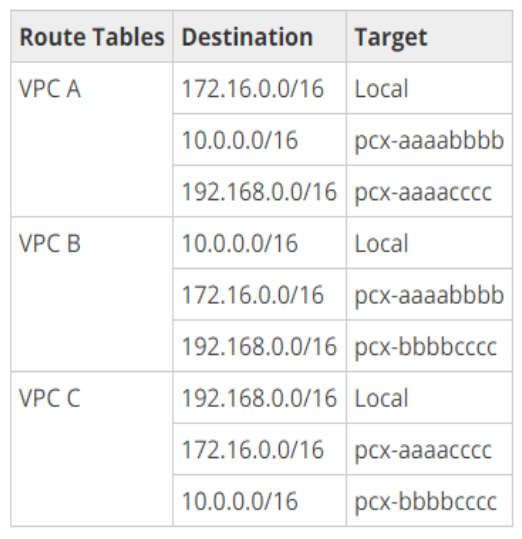 Route Tables Destination Target
VPC A 172.16.0.0/16 Local
10.0.0.0/16 pcx-aaaabbbb
192.168.0.0/16 pcx-aaaacccc
VPC B 10.0.0.0/16 Local
172.16.0.0/16 pcx-aaaabbbb
192.168.0.0/16 pcx-bbbbcccc
VPC C 192.168.0.0/16 Local
172.16.0.0/16 pcx-aaaacccc
10.0.0.0/16 pcx-bbbbcccc